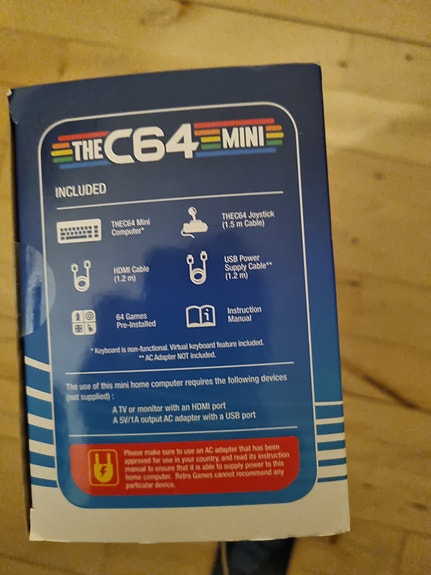 THEC64 MINI
INCLUDED
THEC64 Mini
Computer*
THEC64 Joystick
(1.5 m Cable)
HDMI Cable
(1.2 m)
USB Power
Supply Cable**
(1.2 m)
64 Games
Pre-Installed
Instruction
Manual
* Keyboard is non-functional. Virtual keyboard feature included.
** AC Adapter NOT included.
The use of this mini home computer requires the following devices
(not supplied) :
A TV or monitor with an HDMI port
A 5V/1A output AC adapter with a USB port
Please make sure to use an AC adapter that has been
approved for use in your country, and read its instruction
manual to ensure that it is able to supply power to this
home computer. Retro Games cannot recommend any
particular device.